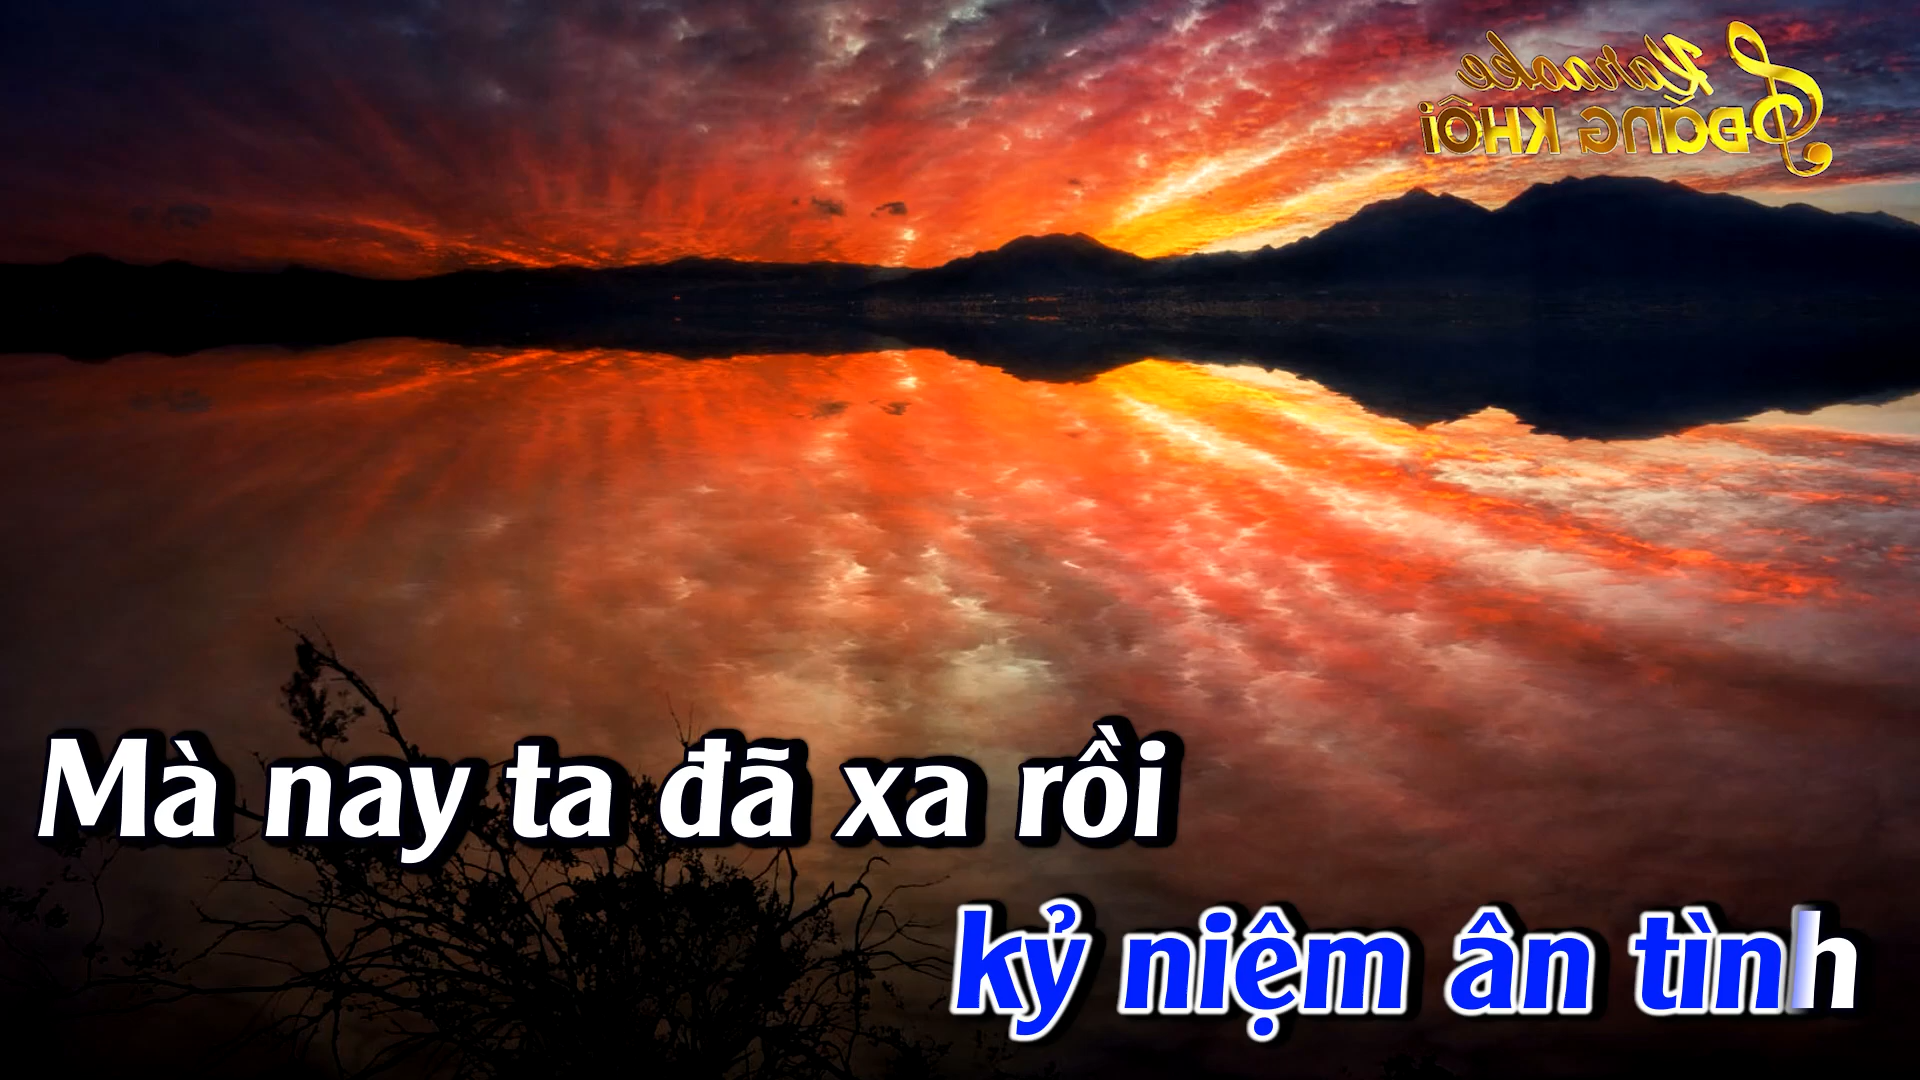 Karaoke
ĐĂNG KHÔI
Mà nay ta đã xa rồi
kỷ niệm ân tình